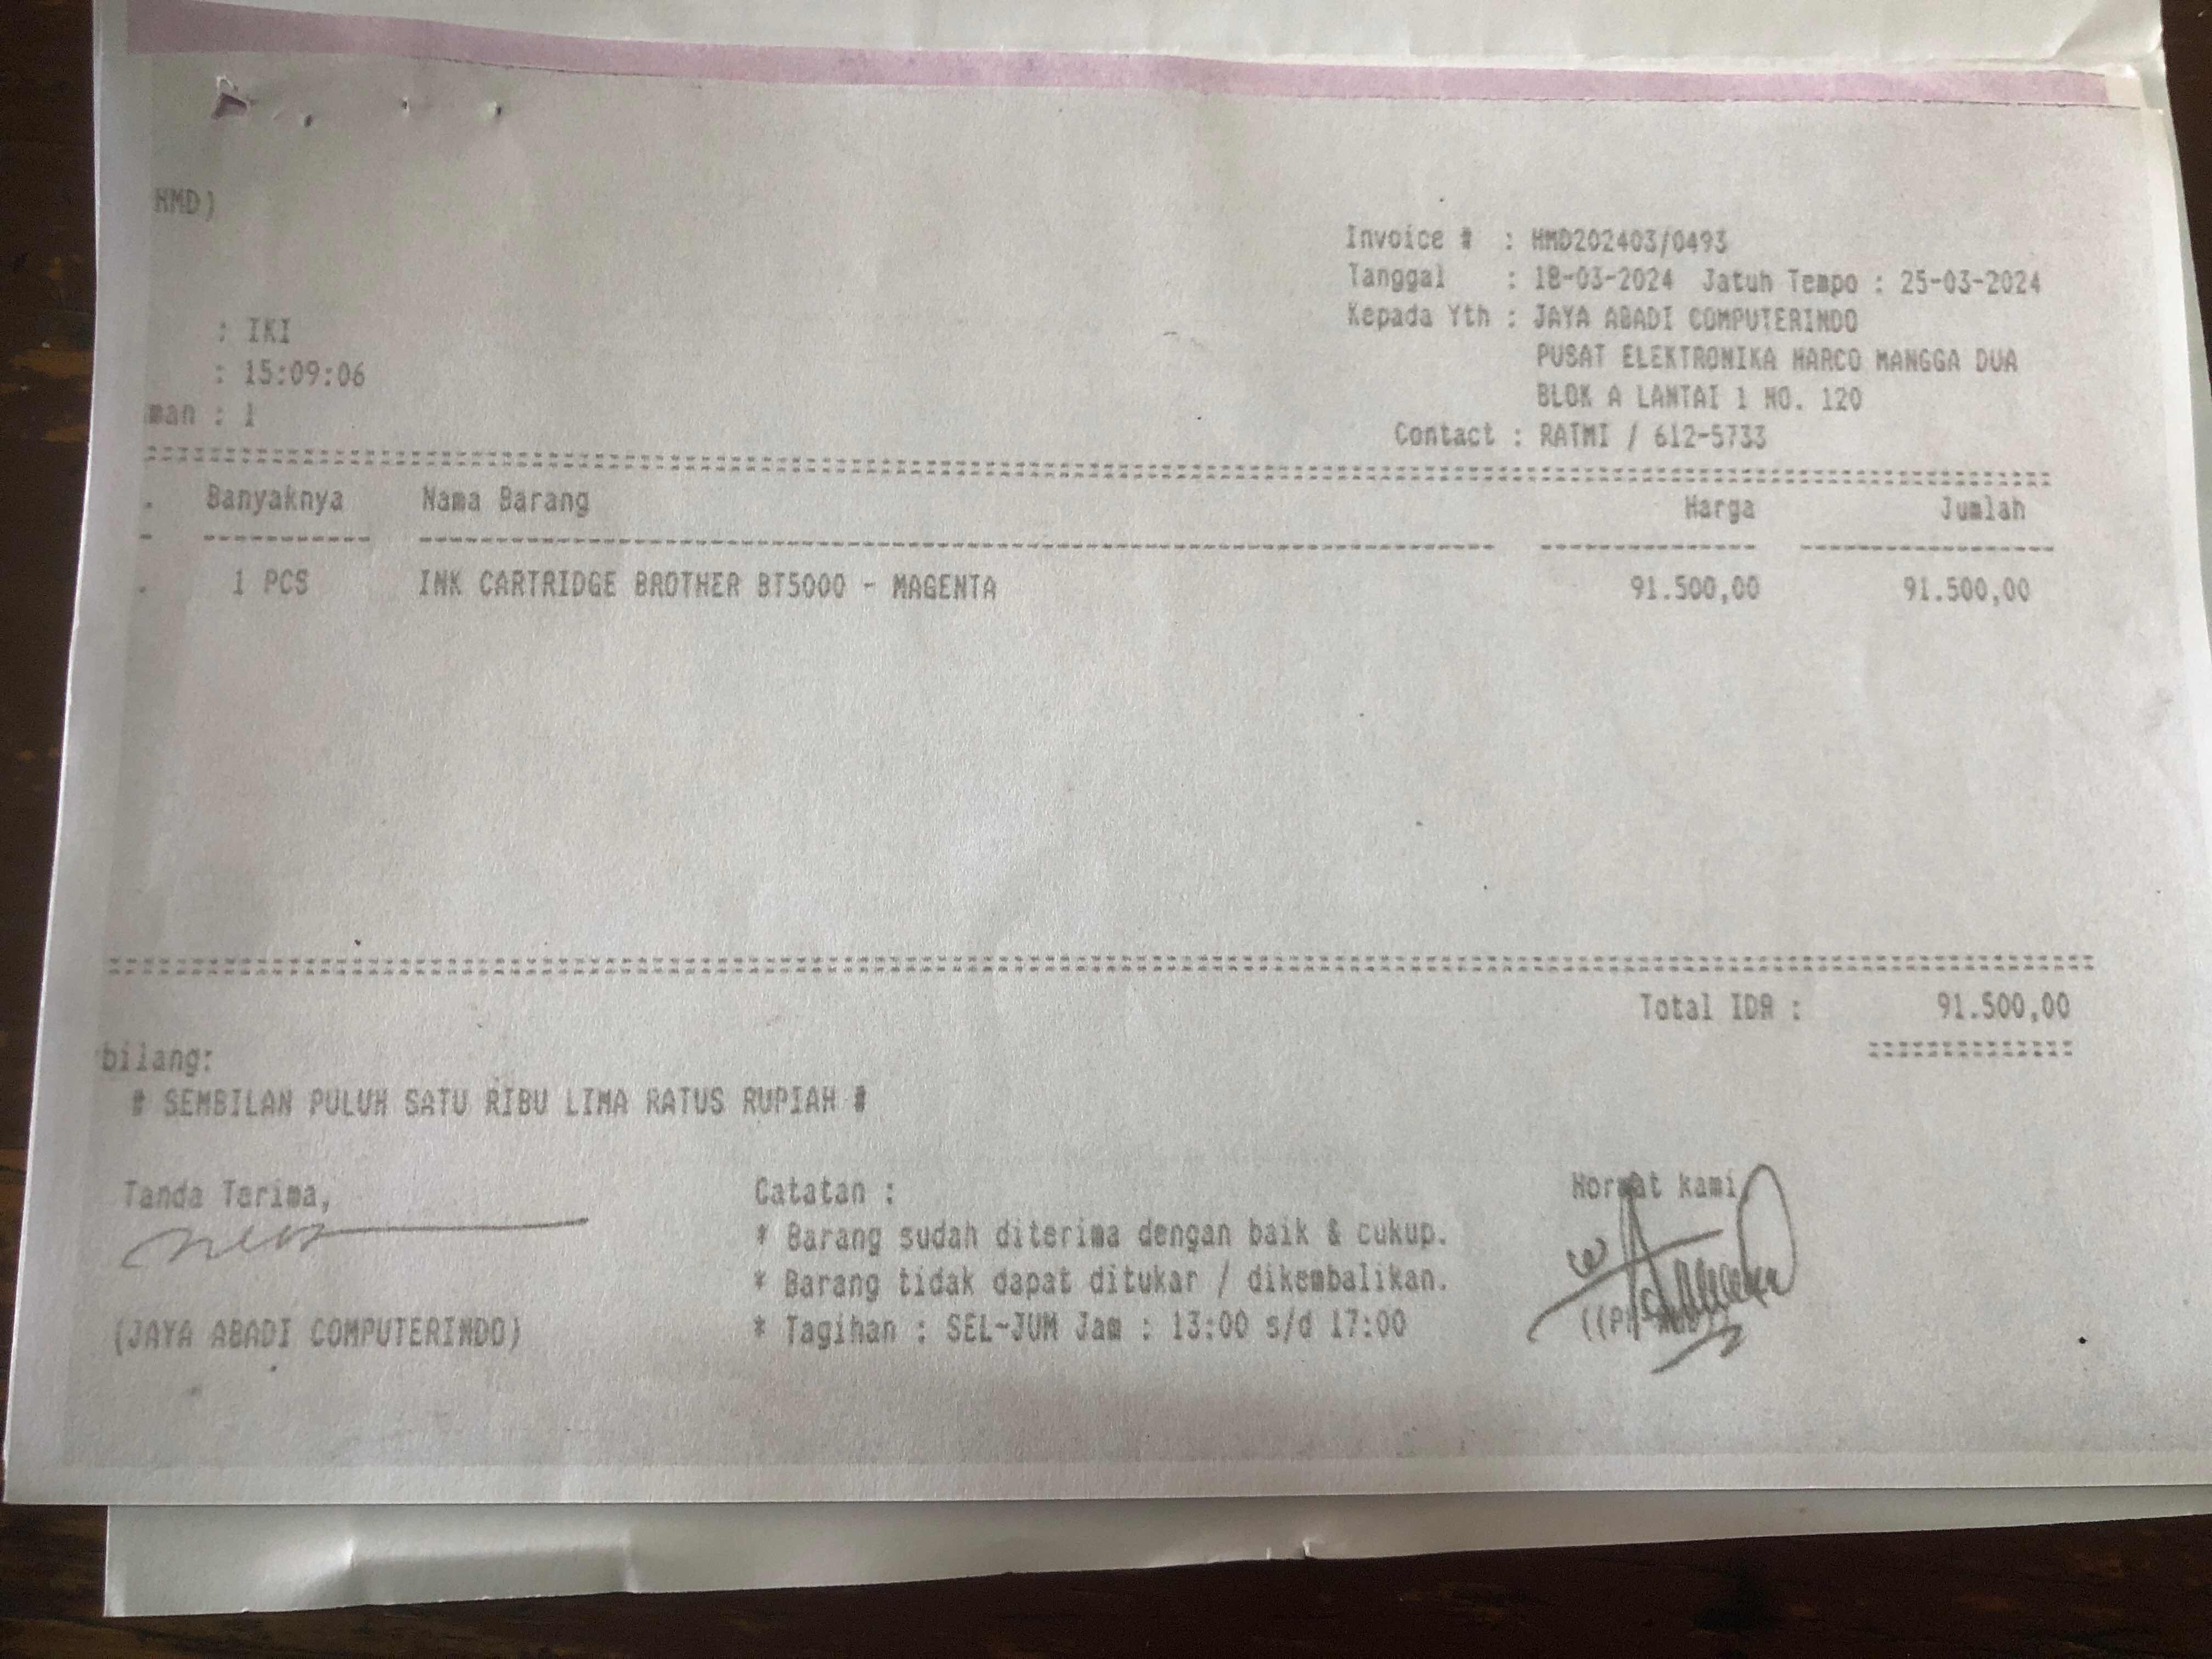 HMD)
Invoice # : HMD202403/0493
Tanggal : 18-03-2024 Jatuh Tempo : 25-03-2024
Kepada Yth : JAYA ABADI COMPUTERINDO
: IKI
PUSAT ELEKTRONIKA HARCO MANGGA DUA
: 15:09:06
BLOK A LANTAI 1 NO. 120
man : 1
Contact : RATMI / 612-5733
. Banyaknya Nama Barang Harga Jumlah
. 1 PCS INK CARTRIDGE BROTHER BT5000 - MAGENTA 91.500,00 91.500,00
Total IDR : 91.500,00
bilang:
# SEMBILAN PULUH SATU RIBU LIMA RATUS RUPIAH #
Tanda Terima, Catatan : Hormat kami
* Barang sudah diterima dengan baik & cukup.
* Barang tidak dapat ditukar / dikembalikan.
(JAYA ABADI COMPUTERINDO) * Tagihan : SEL-JUM Jam : 13:00 s/d 17:00